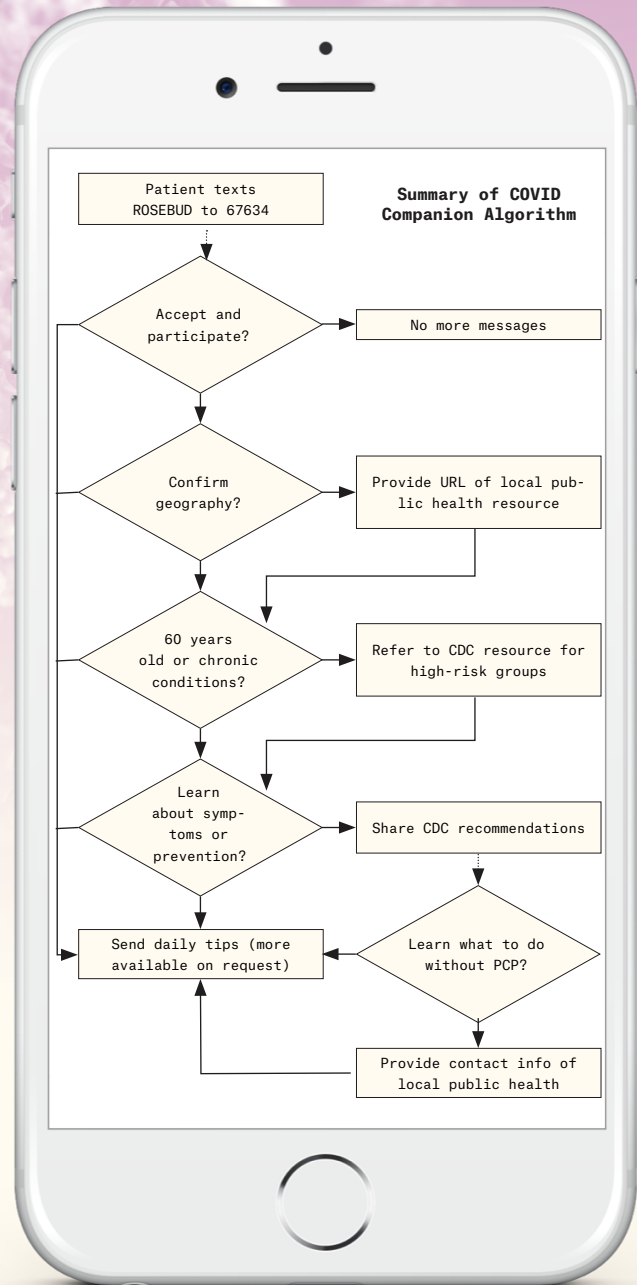 Patient texts
ROSEBUD to 67634
Summary of COVID
Companion Algorithm
Accept and
participate?
No more messages
Confirm
geography?
Provide URL of local pub-
lic health resource
60 years
old or chronic
conditions?
Refer to CDC resource for
high-risk groups
Learn
about symp-
toms or
prevention?
Share CDC recommendations
Send daily tips (more
available on request)
Learn what to do
without PCP?
Provide contact info of
local public health